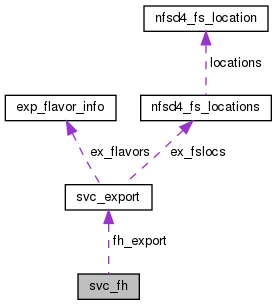 nfsd4_fs_location
locations
exp_flavor_info
nfsd4_fs_locations
ex_flavors
ex_fslocs
svc_export
fh_export
svc_fh